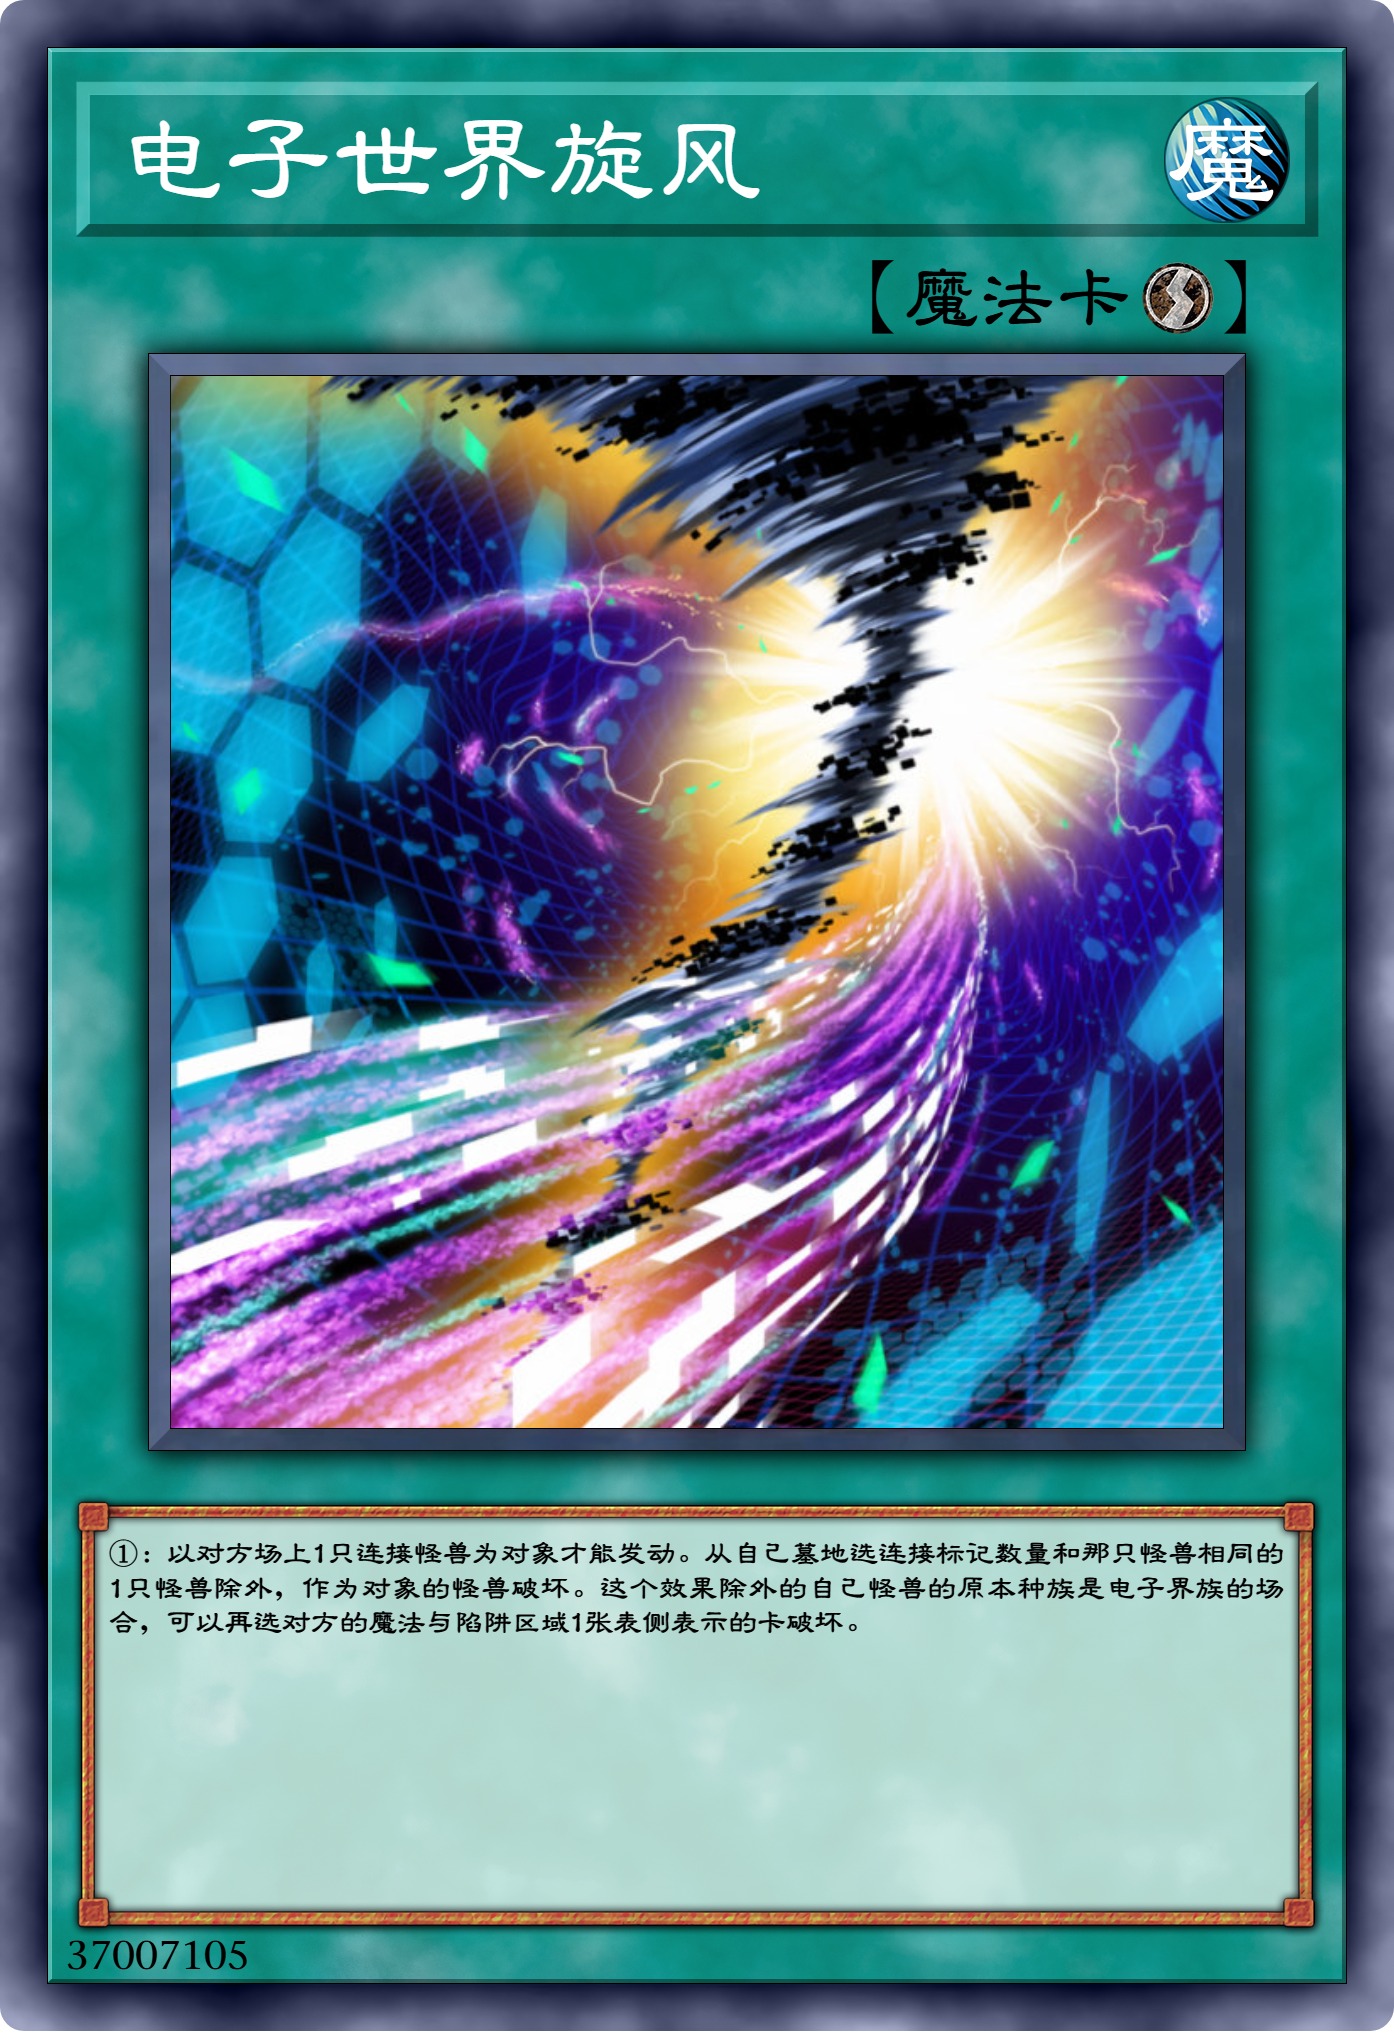 电子世界旋风
魔
【魔法卡】
①：以对方场上1只连接怪兽为对象才能发动。从自己墓地选连接标记数量和那只怪兽相同的
1只怪兽除外，作为对象的怪兽破坏。这个效果除外的自己怪兽的原本种族是电子界族的场
合，可以再选对方的魔法与陷阱区域1张表侧表示的卡破坏。
37007105